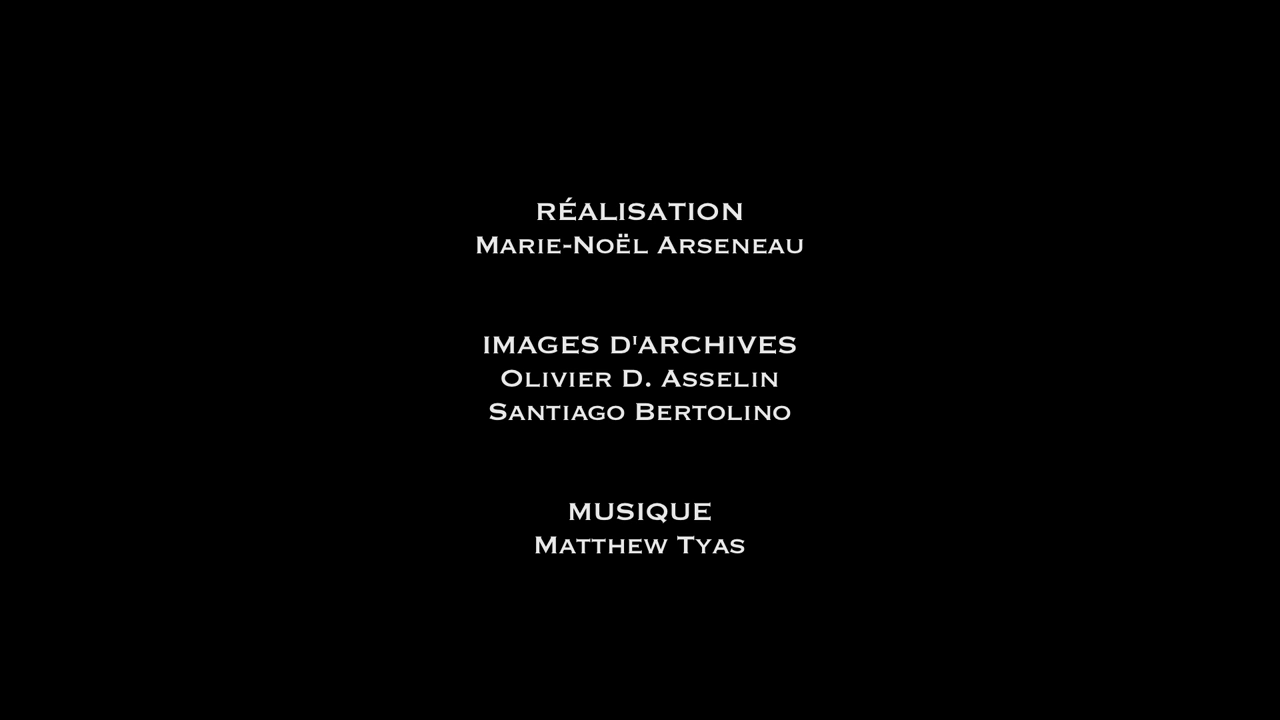 RÉALISATION
MARIE-NOËL ARSENEAU
IMAGES D'ARCHIVES
OLIVIER D. ASSELIN
SANTIAGO BERTOLINO
MUSIQUE
MATTHEW TYAS